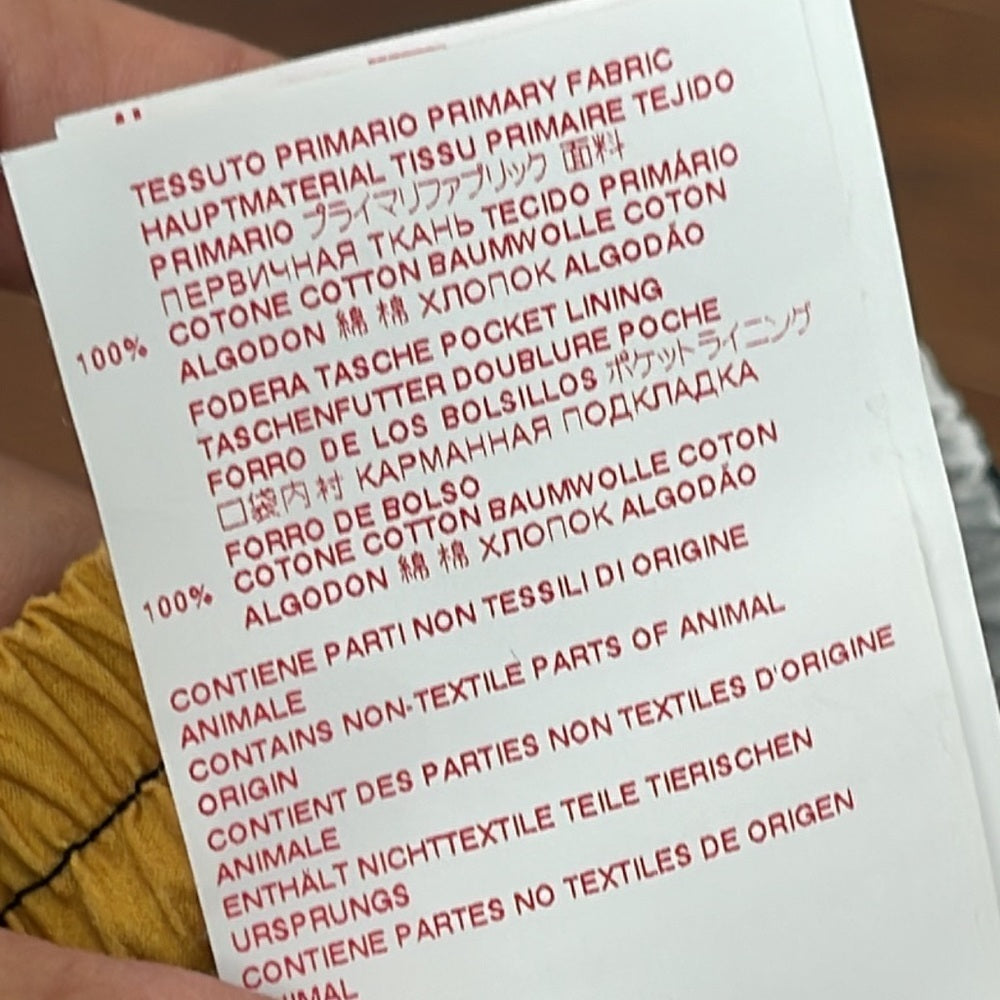 TESSUTO PRIMARIO PRIMARY FABRIC
HAUPTMATERIAL TISSU PRIMAIRE TEJIDO
PRIMARIO プライマリファブリック 面料
ПЕРВИЧНАЯ ТКАНЬ TECIDO PRIMÁRIO
100% COTONE COTTON BAUMWOLLE COTON
ALGODON 綿 棉 ХЛОПОК ALGODÃO
FODERA TASCHE POCKET LINING
TASCHENFUTTER DOUBLURE POCHE
FORRO DE LOS BOLSILLOS ポケットライニング
口袋内衬 КАРМАННАЯ ПОДКЛАДКА
FORRO DE BOLSO
100% COTONE COTTON BAUMWOLLE COTON
ALGODON 綿 棉 ХЛОПОК ALGODÃO
CONTIENE PARTI NON TESSILI DI ORIGINE
ANIMALE
CONTAINS NON-TEXTILE PARTS OF ANIMAL
ORIGIN
CONTIENT DES PARTIES NON TEXTILES D'ORIGINE
ANIMALE
ENTHÄLT NICHTTEXTILE TEILE TIERISCHEN
URSPRUNGS
CONTIENE PARTES NO TEXTILES DE ORIGEN